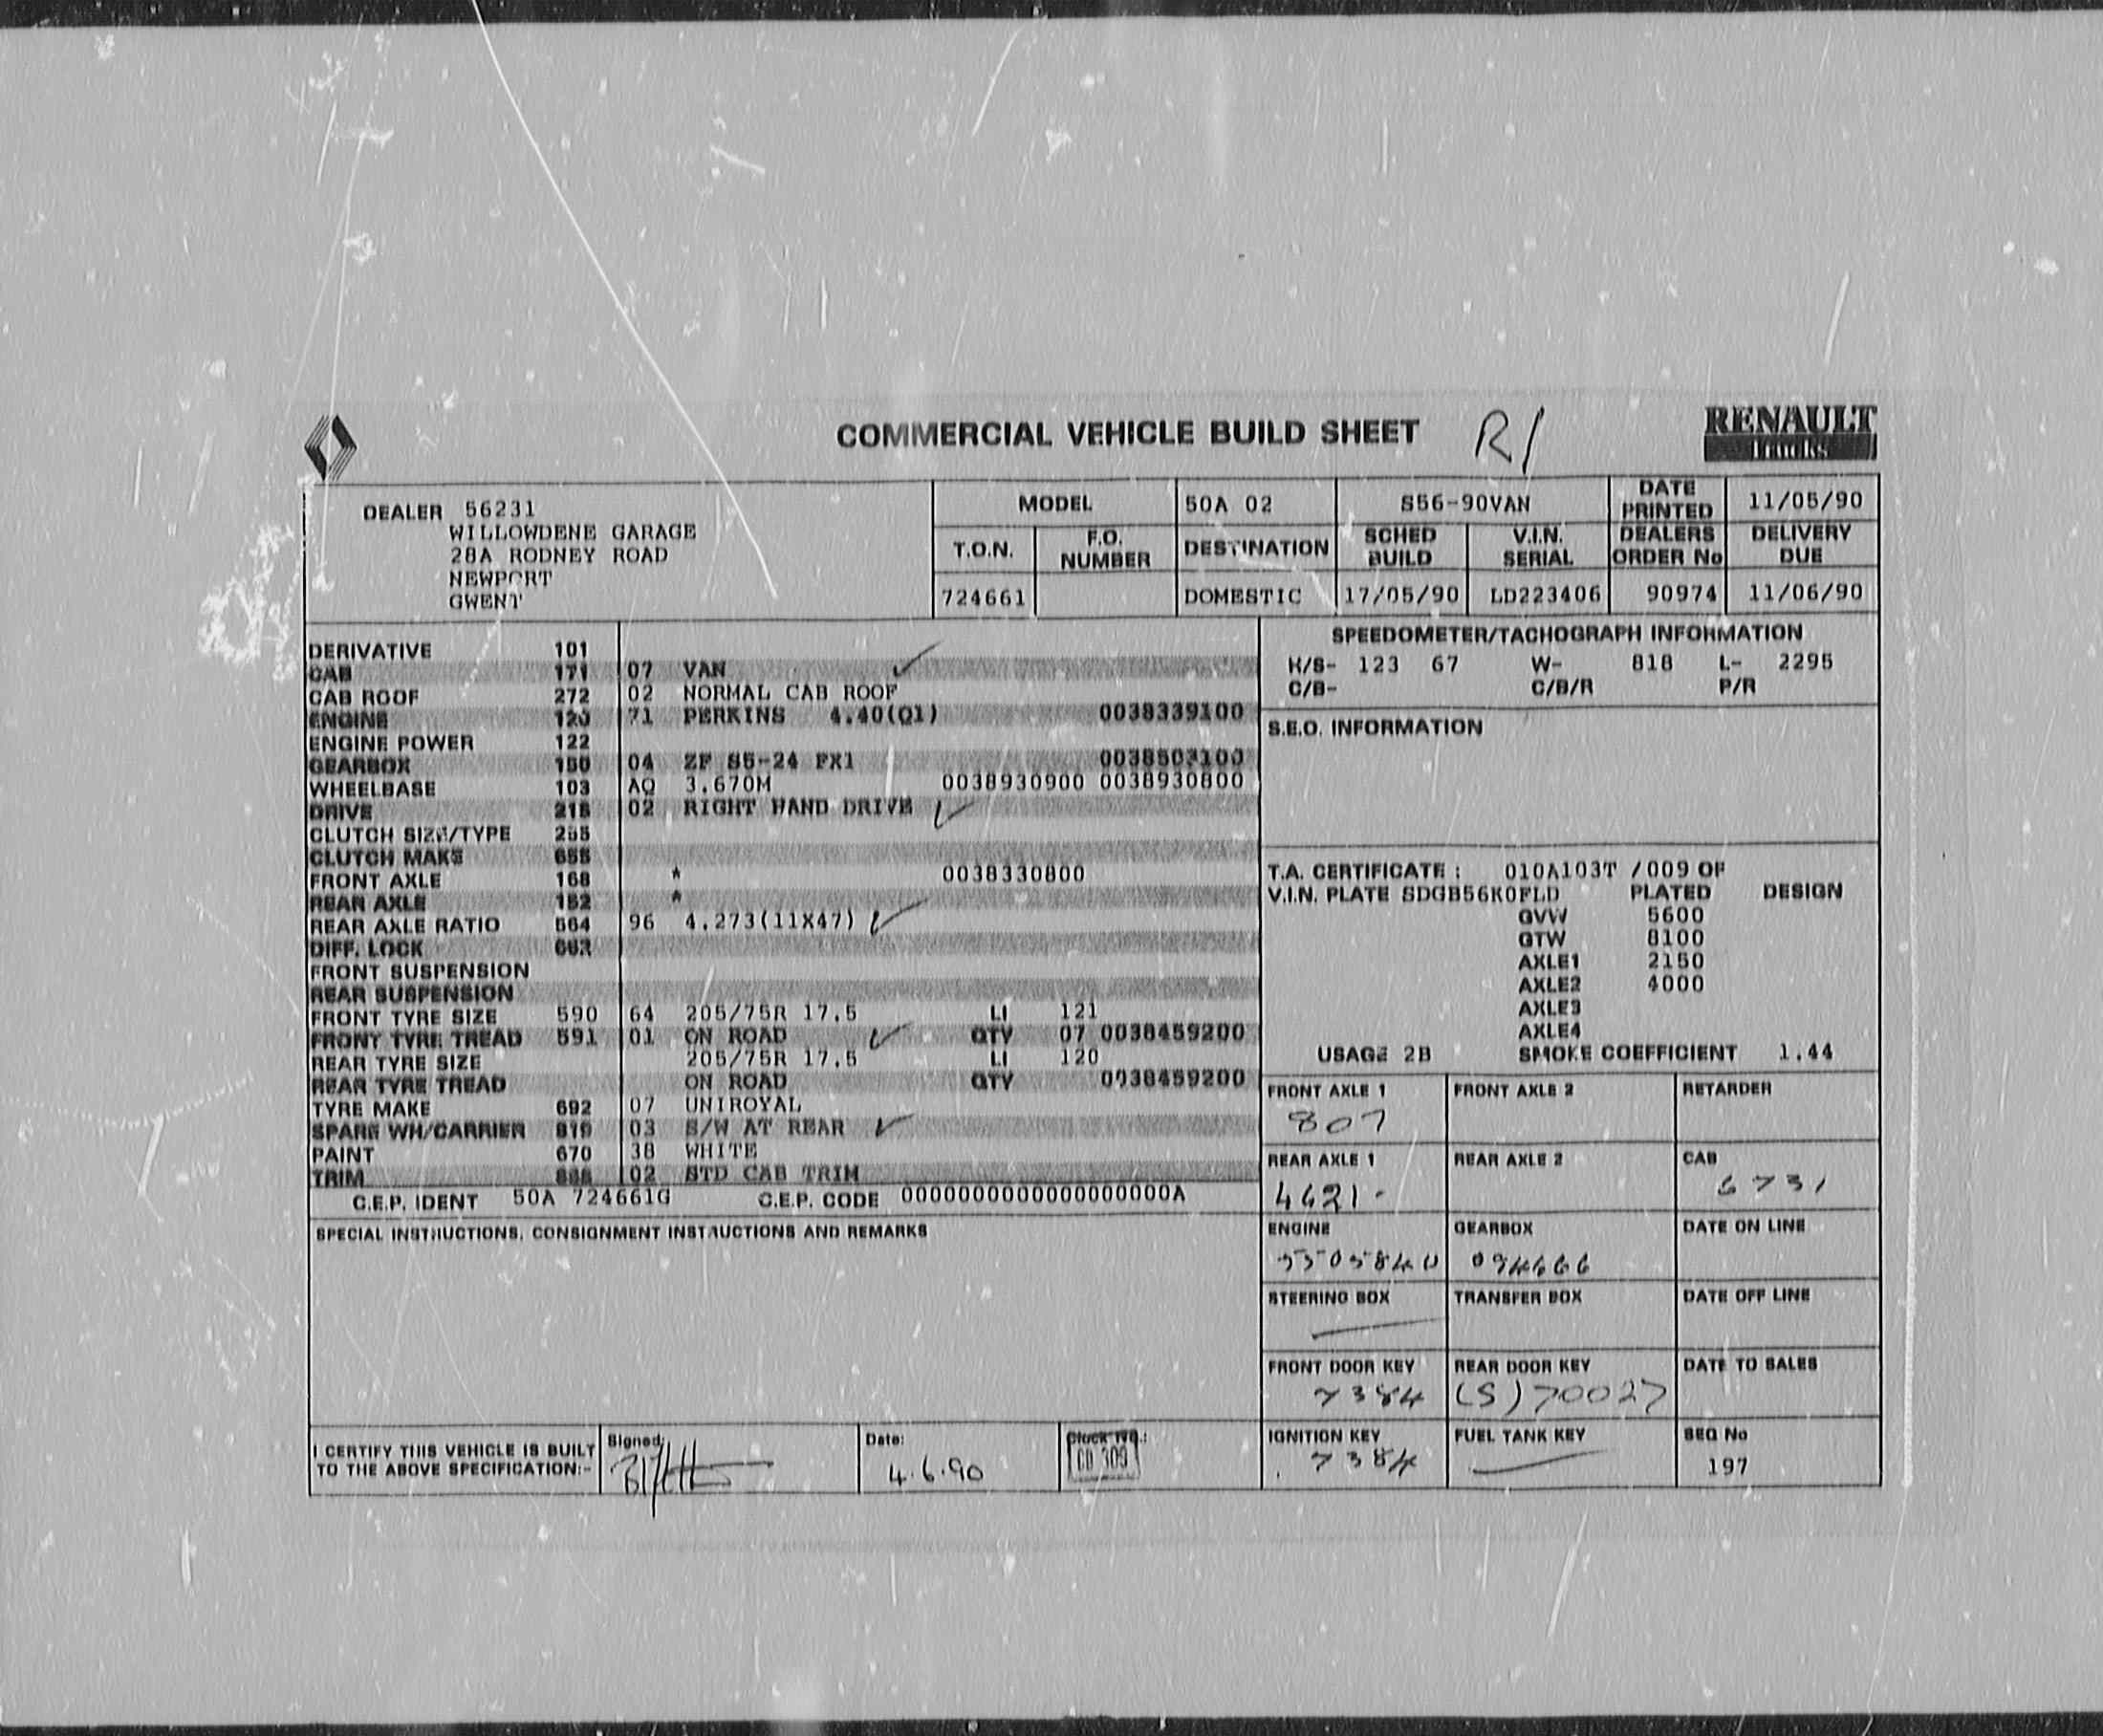 COMMERCIAL VEHICLE BUILD SHEET R/
RENAULT
Trucks
DEALER 56231
WILLOWDENE GARAGE
28A RODNEY ROAD
NEWPORT
GWENT
MODEL 50A 02 S56-90VAN DATE PRINTED 11/05/90
T.O.N. F.O. NUMBER DESTINATION SCHED BUILD V.I.N. SERIAL DEALERS ORDER No DELIVERY DUE
724661 DOMESTIC 17/05/90 LD223406 90974 11/06/90
DERIVATIVE 101
CAB 171 07 VAN
CAB ROOF 272 02 NORMAL CAB ROOF
ENGINE 120 71 PERKINS 4.40(Q1) 0038339100
ENGINE POWER 122
GEARBOX 150 04 ZF S5-24 FX1 0038503100
WHEELBASE 103 AQ 3.670M 0038930900 0038930800
DRIVE 218 02 RIGHT HAND DRIVE
CLUTCH SIZE/TYPE 255
CLUTCH MAKE 655
FRONT AXLE 168 * 0038330800
REAR AXLE 152 *
REAR AXLE RATIO 564 96 4.273(11X47)
DIFF. LOCK
FRONT SUSPENSION
REAR SUSPENSION
FRONT TYRE SIZE 590 64 205/75R 17.5 LI 121
FRONT TYRE TREAD 591 01 ON ROAD QTY 07 0038459200
REAR TYRE SIZE 205/75R 17.5 LI 120
REAR TYRE TREAD ON ROAD QTY 0038459200
TYRE MAKE 692 07 UNIROYAL
SPARE WH/CARRIER 819 03 S/W AT REAR
PAINT 670 38 WHITE
TRIM 02 STD CAB TRIM
C.E.P. IDENT 50A 724661G C.E.P. CODE 0000000000000000000A
SPECIAL INSTRUCTIONS, CONSIGNMENT INSTRUCTIONS AND REMARKS
I CERTIFY THIS VEHICLE IS BUILT
TO THE ABOVE SPECIFICATION:-
Signed:
Date:
4.6.90
Clock No.:
CD 309
SPEEDOMETER/TACHOGRAPH INFORMATION
H/S- 123 67 W- 818 L- 2295
C/B- C/B/R P/R
S.E.O. INFORMATION
T.A. CERTIFICATE : 010A103T /009 OF
V.I.N. PLATE SDGB56K0FLD PLATED DESIGN
GVW 5600
GTW 8100
AXLE1 2150
AXLE2 4000
AXLE3
AXLE4
USAGE 2B SMOKE COEFFICIENT 1.44
FRONT AXLE 1 FRONT AXLE 2 RETARDER
807
REAR AXLE 1 REAR AXLE 2 CAB
4621- 6731
ENGINE GEARBOX DATE ON LINE
094666
STEERING BOX TRANSFER BOX DATE OFF LINE
FRONT DOOR KEY REAR DOOR KEY DATE TO SALES
7384 (S)70027
IGNITION KEY FUEL TANK KEY SEQ No
7384 197